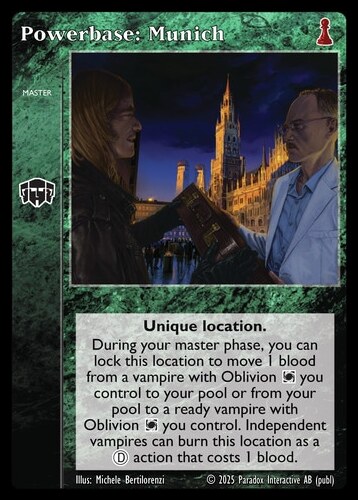 Powerbase: Munich
MASTER
Unique location.
During your master phase, you can
lock this location to move 1 blood
from a vampire with Oblivion you
control to your pool or from your
pool to a ready vampire with
Oblivion you control. Independent
vampires can burn this location as a
D action that costs 1 blood.
Illus: Michele Bertilorenzi © 2025 Paradox Interactive AB (publ)